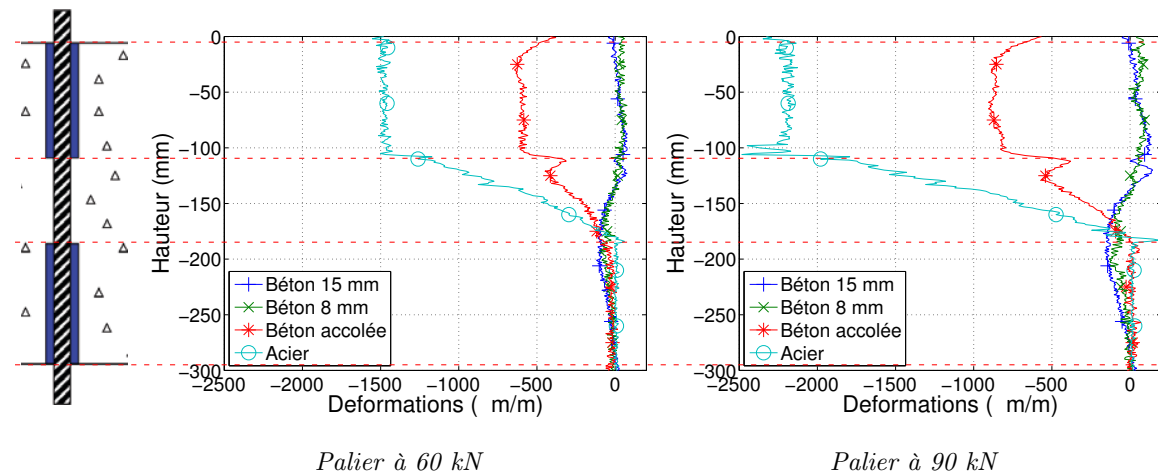 0
−50
−100
−150
−200
−250
−300
Hauteur (mm)
−2500
−2000
−1500
−1000
−500
0
Deformations (   m/m)
Béton 15 mm
Béton 8 mm
Béton accolée
Acier
Palier à 60 kN
0
−50
−100
−150
−200
−250
−300
Hauteur (mm)
−2500
−2000
−1500
−1000
−500
0
Deformations (   m/m)
Béton 15 mm
Béton 8 mm
Béton accolée
Acier
Palier à 90 kN